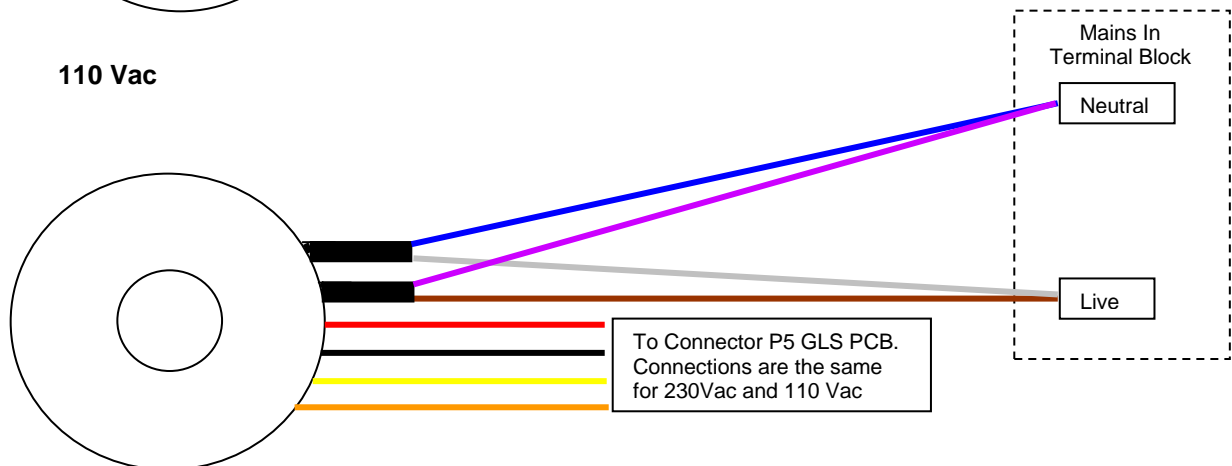 110 Vac
Mains In
Terminal Block
Neutral
Live
To Connector P5 GLS PCB.
Connections are the same
for 230Vac and 110 Vac